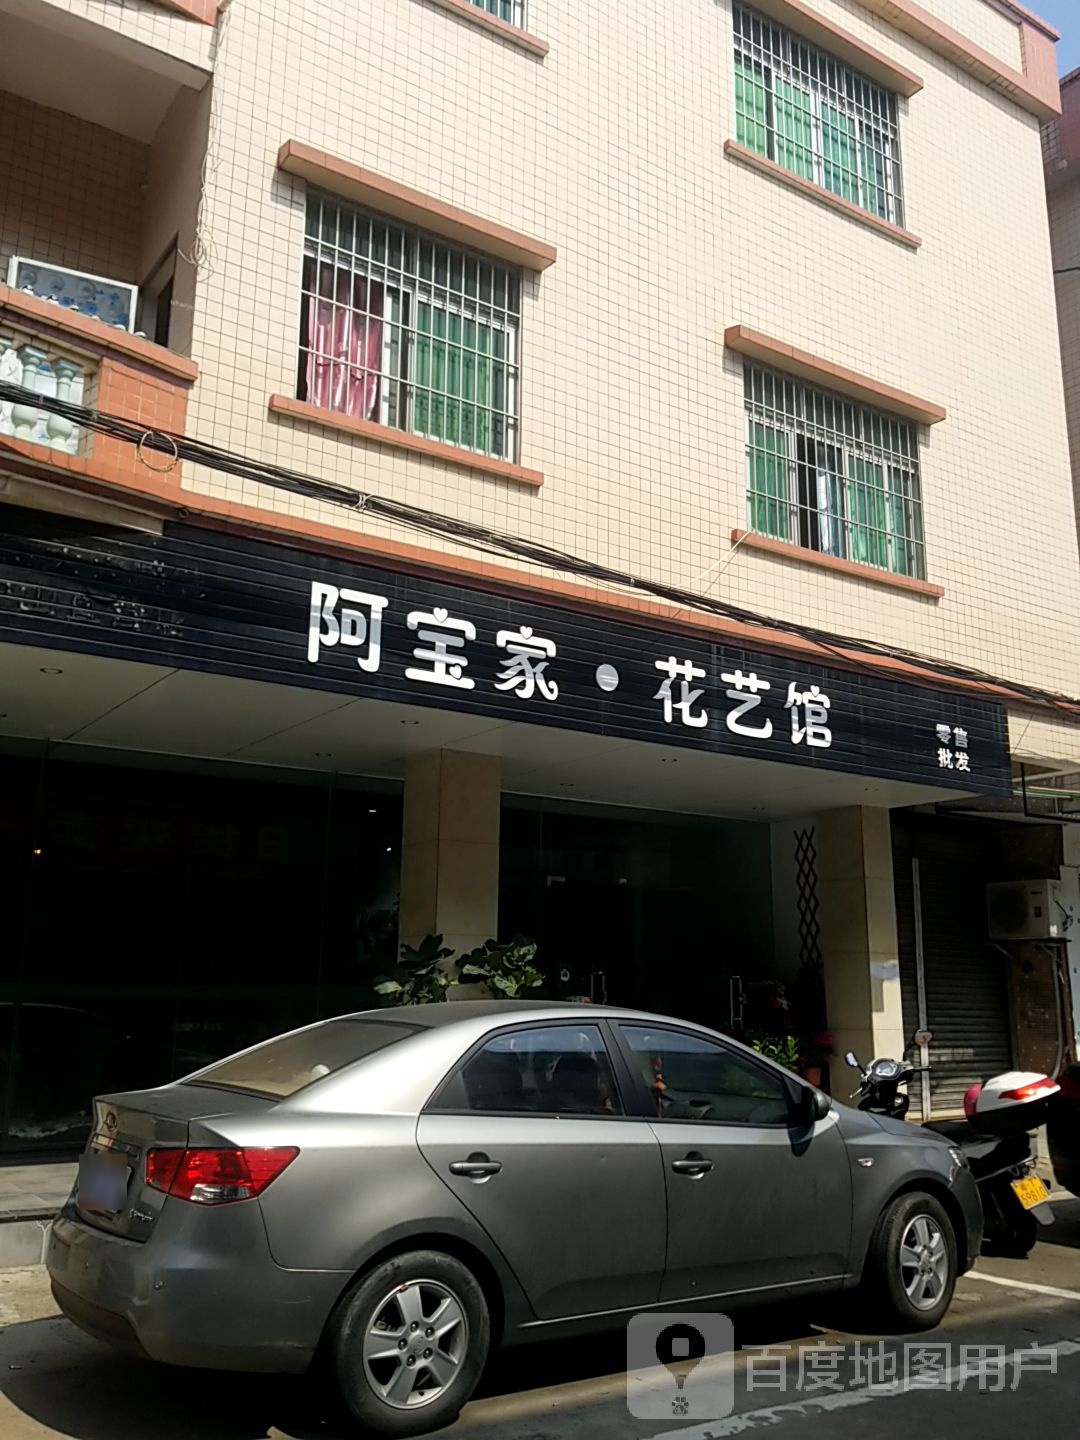 阿宝家·花艺馆
零售
批发
百度地图用户